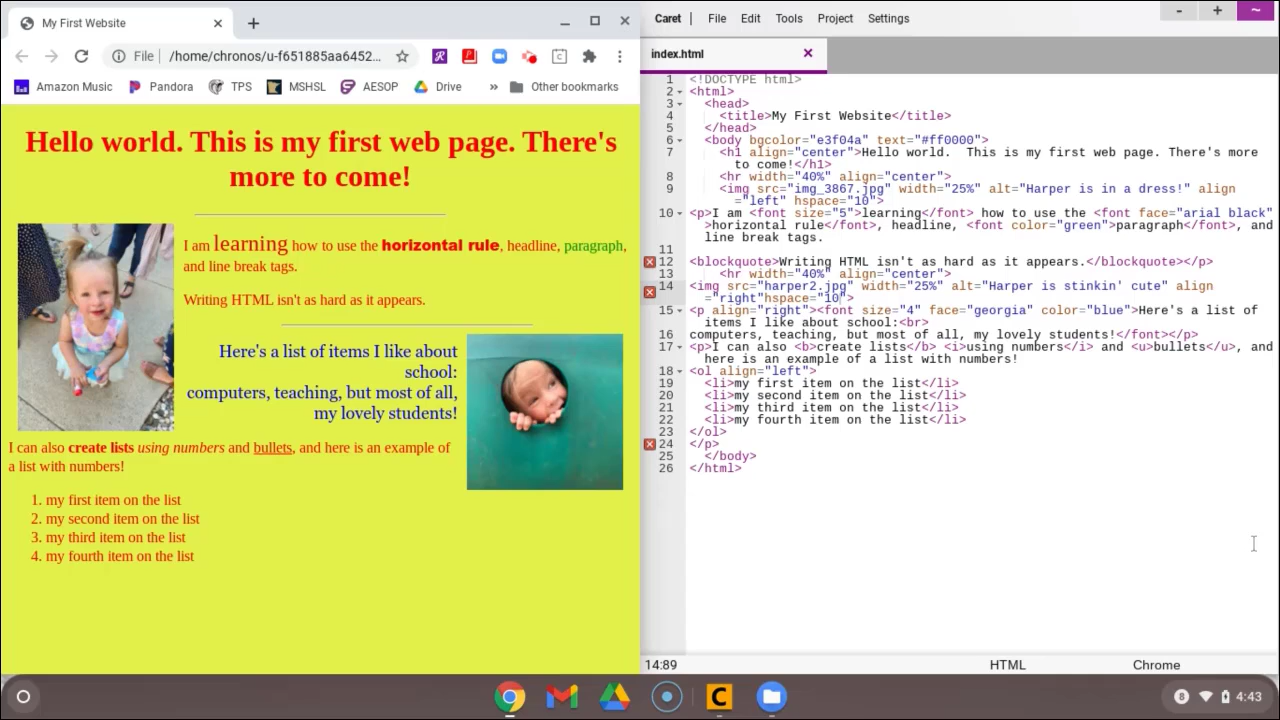 My First Website
Caret
File
Edit
Tools
Project
Settings
File
/home/chronos/u-f651885aa6452...
index.html
Amazon Music
Pandora
TPS
MSHSL
AESOP
Drive
»
Other bookmarks
Hello world. This is my first web page. There's
more to come!
I am learning how to use the horizontal rule, headline, paragraph,
and line break tags.
Writing HTML isn't as hard as it appears.
Here's a list of items I like about
school:
computers, teaching, but most of all,
my lovely students!
I can also create lists using numbers and bullets, and here is an example of
a list with numbers!
1. my first item on the list
2. my second item on the list
3. my third item on the list
4. my fourth item on the list
1 <!DOCTYPE html>
2 <html>
3 <head>
4 <title>My First Website</title>
5 </head>
6 <body bgcolor="e3f04a" text="#ff0000">
7 <h1 align="center">Hello world.  This is my first web page. There's more
to come!</h1>
8 <hr width="40%" align="center">
9 <img src="img_3867.jpg" width="25%" alt="Harper is in a dress!" align
="left" hspace="10">
10 <p>I am <font size="5">learning</font> how to use the <font face="arial black"
>horizontal rule</font>, headline, <font color="green">paragraph</font>, and
line break tags.
11
12 <blockquote>Writing HTML isn't as hard as it appears.</blockquote></p>
13 <hr width="40%" align="center">
14 <img src="harper2.jpg" width="25%" alt="Harper is stinkin' cute" align
="right"hspace="10">
15 <p align="right"><font size="4" face="georgia" color="blue">Here's a list of
items I like about school:<br>
16 computers, teaching, but most of all, my lovely students!</font></p>
17 <p>I can also <b>create lists</b> <i>using numbers</i> and <u>bullets</u>, and
here is an example of a list with numbers!
18 <ol align="left">
19 <li>my first item on the list</li>
20 <li>my second item on the list</li>
21 <li>my third item on the list</li>
22 <li>my fourth item on the list</li>
23 </ol>
24 </p>
25 </body>
26 </html>
14:89
HTML
Chrome
8
4:43